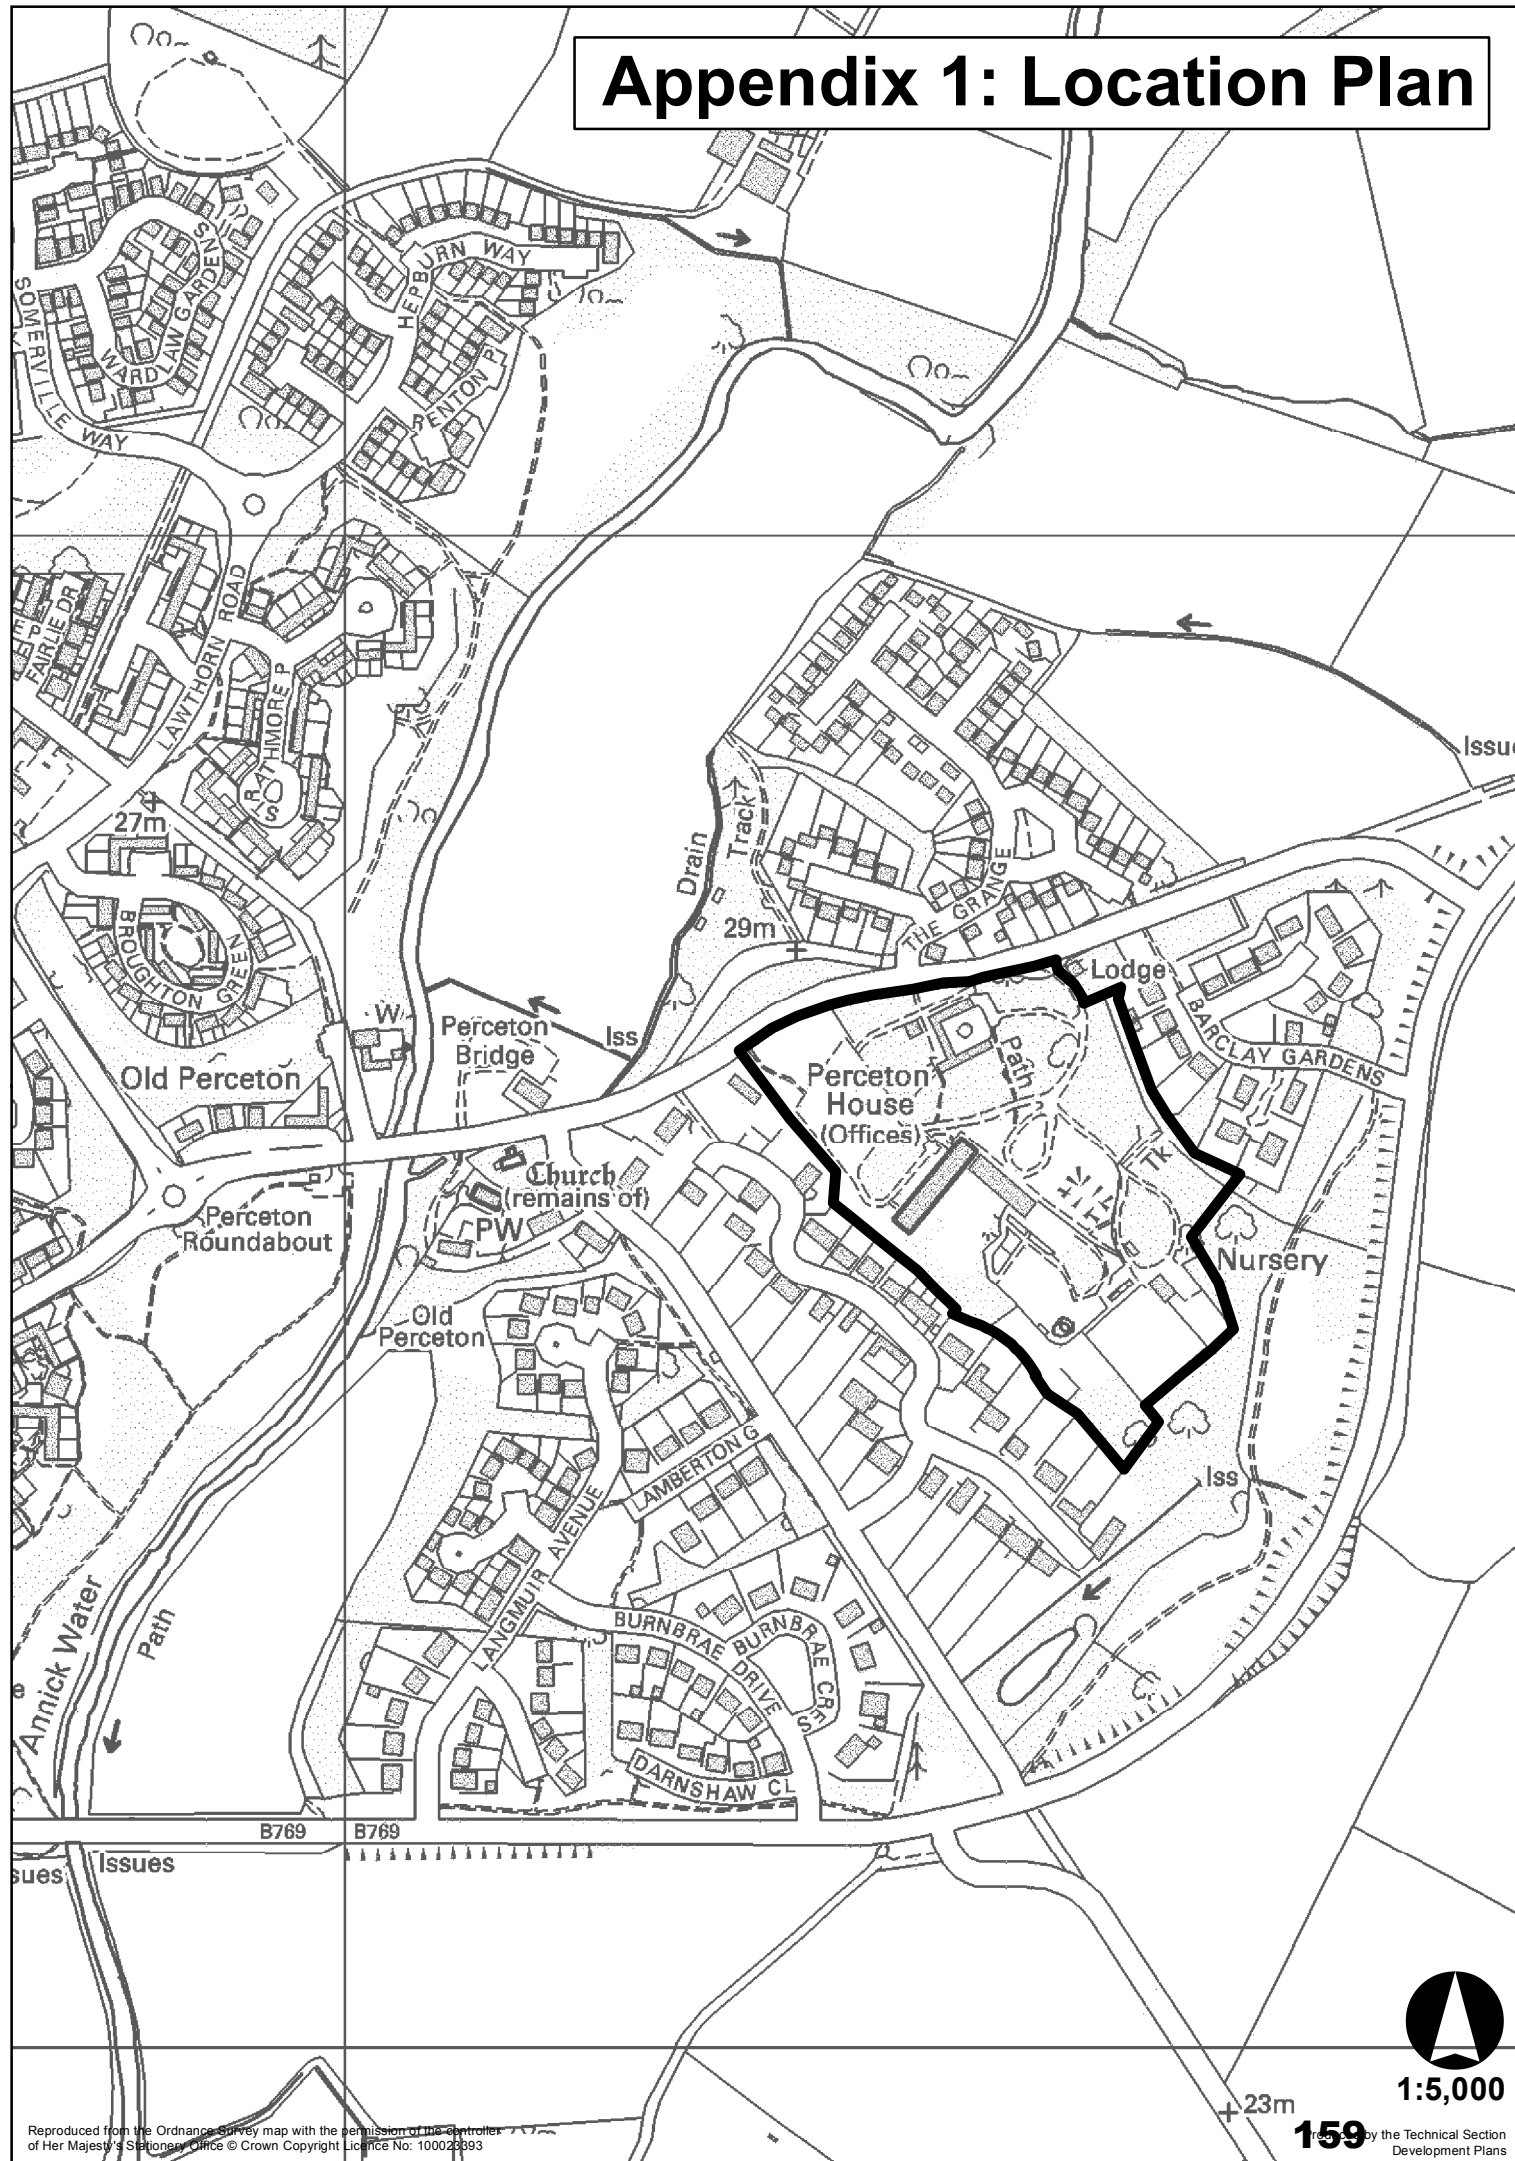 Appendix 1: Location Plan
HEPBURN WAY
SOMERVILLE WAY
WARDLAW GARDENS
RENTON P
FAIRLIE DR
LAWTHORN ROAD
RATHMORE P
S
27m
BROUGHTON GREEN
Issu
Drain
Track
29m
THE GRANGE
Lodge
BARCLAY GARDENS
W
Perceton
Bridge
Iss
Old Perceton
Perceton
House
(Offices)
Path
Tk
Church
(remains of)
PW
Perceton
Roundabout
Nursery
Old
Perceton
LAMBERTON G
LANGMUIR AVENUE
Iss
Annick Water
Path
BURNBRAE DRIVE
BURNBRAE CRES
DARNSHAW CL
B769
B769
Issues
sues
1:5,000
23m
159
Reproduced from the Ordnance Survey map with the permission of the controller
of Her Majesty's Stationery Office © Crown Copyright Licence No: 100023393
by the Technical Section
Development Plans